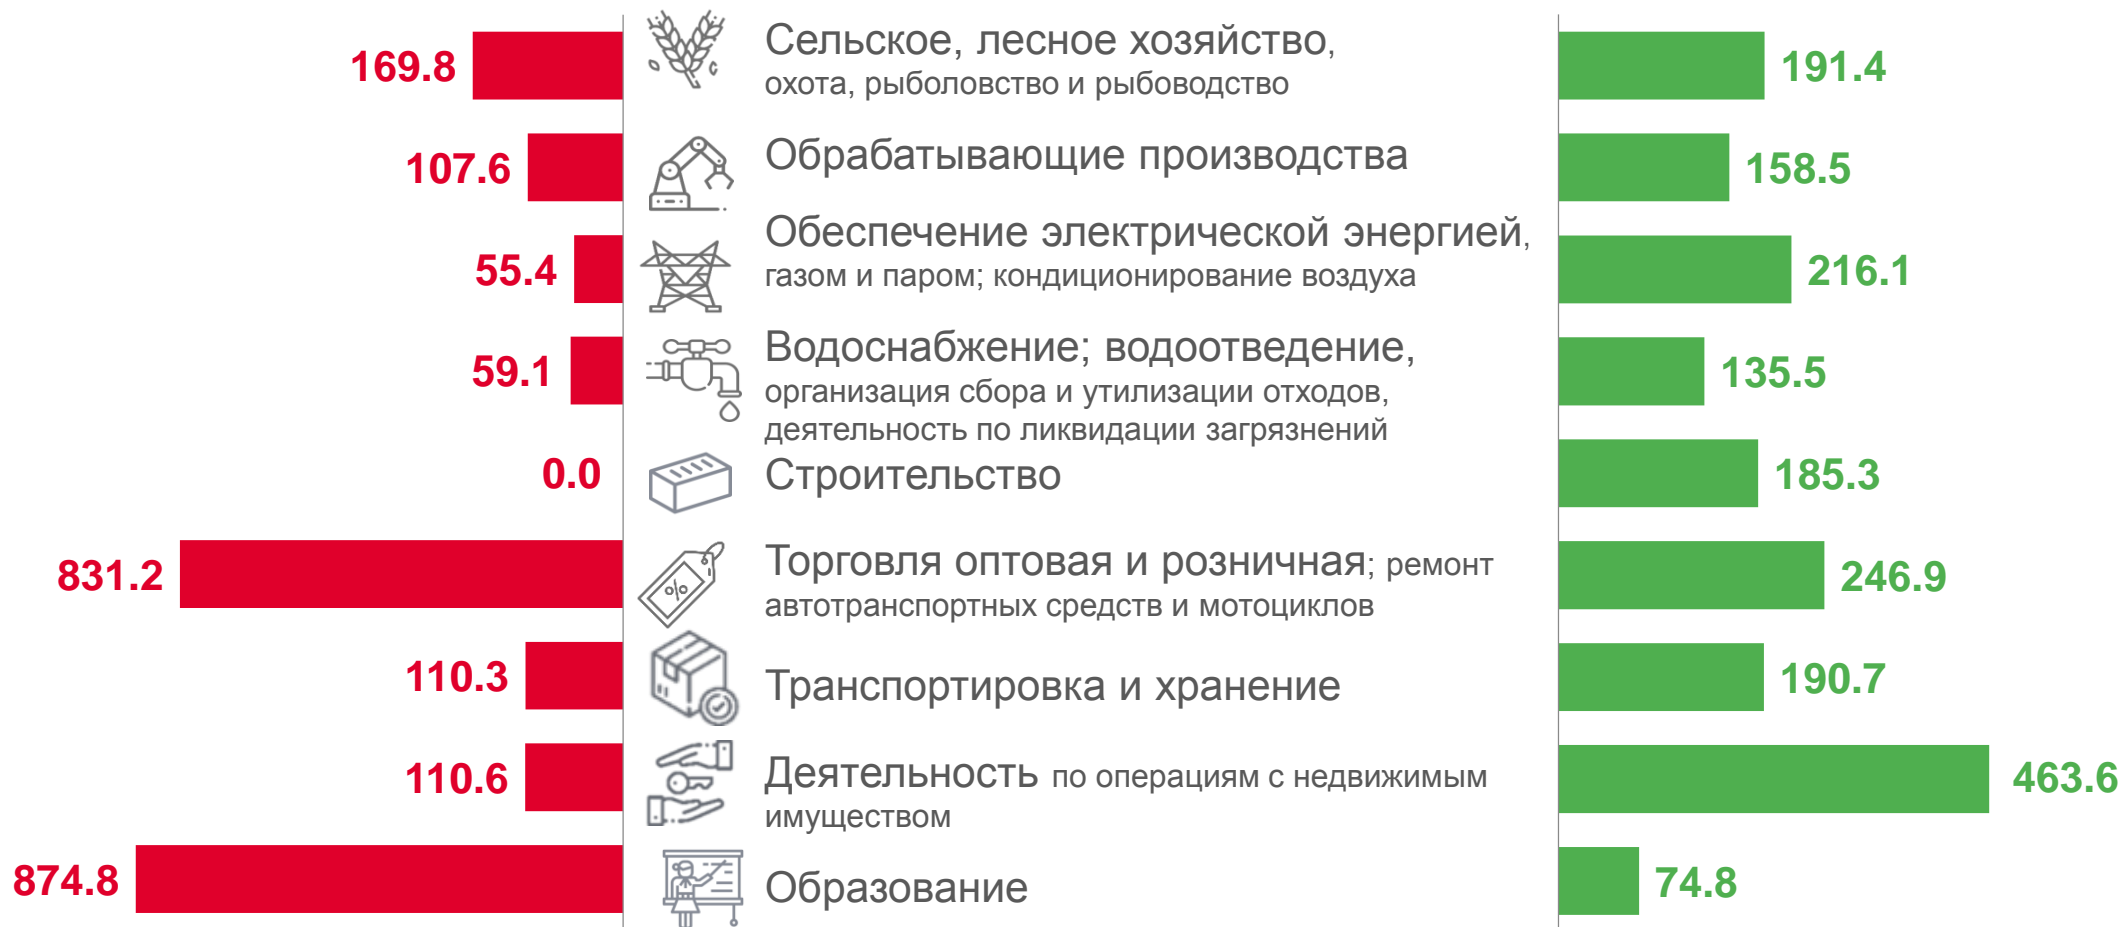 169.8
Сельское, лесное хозяйство,
охота, рыболовство и рыбоводство
191.4
107.6
Обрабатывающие производства
158.5
55.4
Обеспечение электрической энергией,
газом и паром; кондиционирование воздуха
216.1
59.1
Водоснабжение; водоотведение,
организация сбора и утилизации отходов,
деятельность по ликвидации загрязнений
135.5
0.0
Строительство
185.3
831.2
%
Торговля оптовая и розничная; ремонт
автотранспортных средств и мотоциклов
246.9
110.3
Транспортировка и хранение
190.7
110.6
Деятельность по операциям с недвижимым
имуществом
463.6
874.8
Образование
74.8